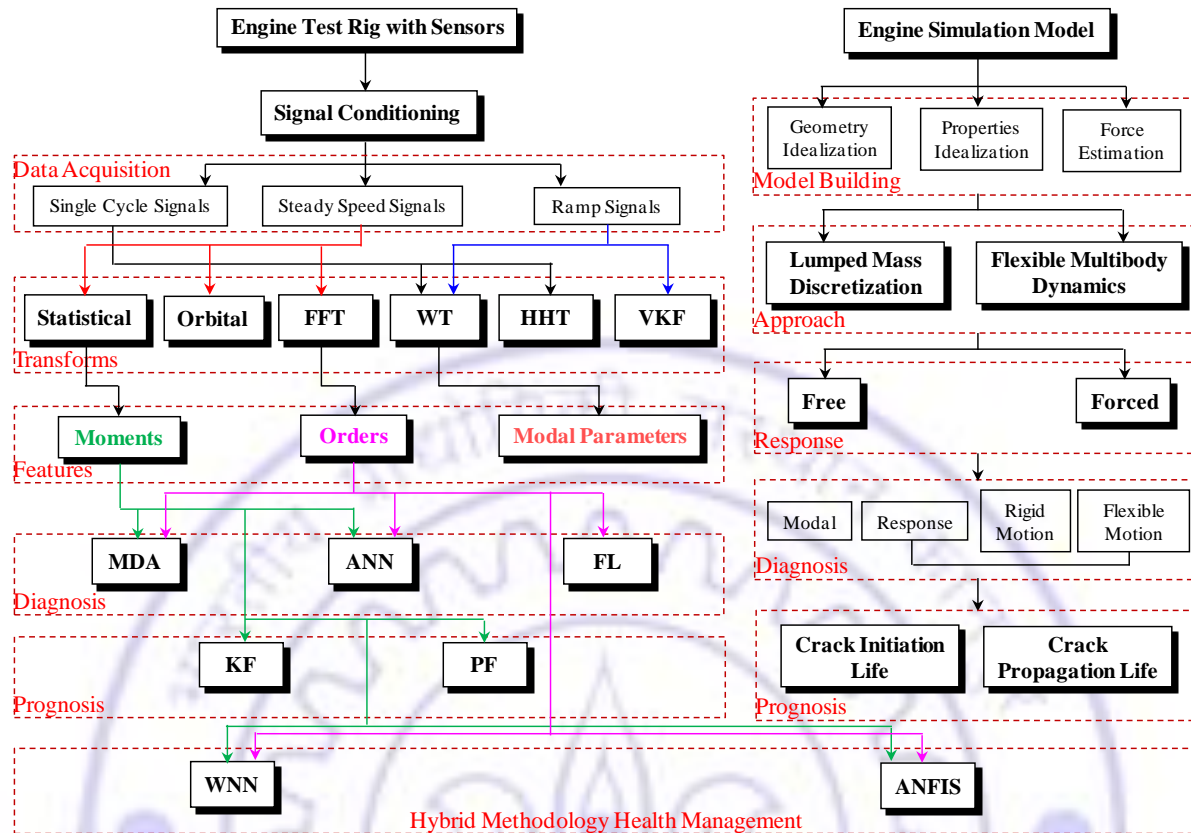 Engine Test Rig with Sensors
Signal Conditioning
Data Acquisition
Single Cycle Signals
Steady Speed Signals
Ramp Signals
Statistical
Orbital
FFT
WT
HHT
VKF
Transforms
Moments
Orders
Modal Parameters
Features
MDA
ANN
FL
Diagnosis
KF
PF
Prognosis
WNN
ANFIS
Hybrid Methodology Health Management
Engine Simulation Model
Geometry
Idealization
Properties
Idealization
Force
Estimation
Model Building
Lumped Mass
Discretization
Flexible Multibody
Dynamics
Approach
Free
Forced
Response
Modal
Response
Rigid
Motion
Flexible
Motion
Diagnosis
Crack Initiation
Life
Crack
Propagation Life
Prognosis